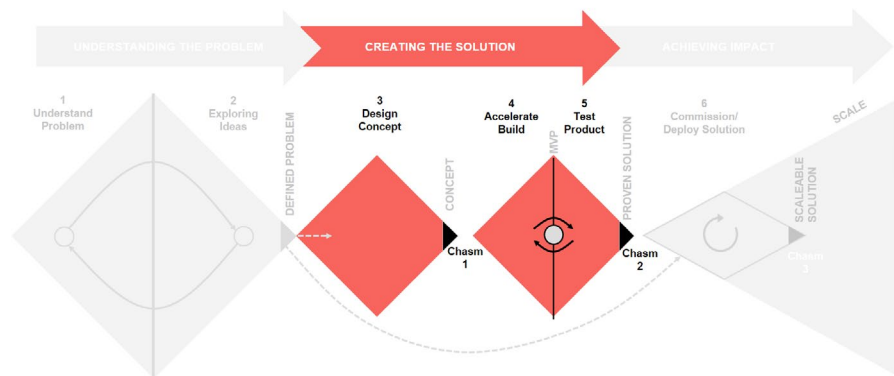 UNDERSTANDING THE PROBLEM
CREATING THE SOLUTION
ACHIEVING IMPACT
1
Understand
Problem
2
Exploring
Ideas
DEFINED PROBLEM
3
Design
Concept
CONCEPT
Chasm
1
4
Accelerate
Build
MVP
5
Test
Product
PROVEN SOLUTION
Chasm
2
6
Commission/
Deploy Solution
SCALEABLE
SOLUTION
Chasm
3
SCALE